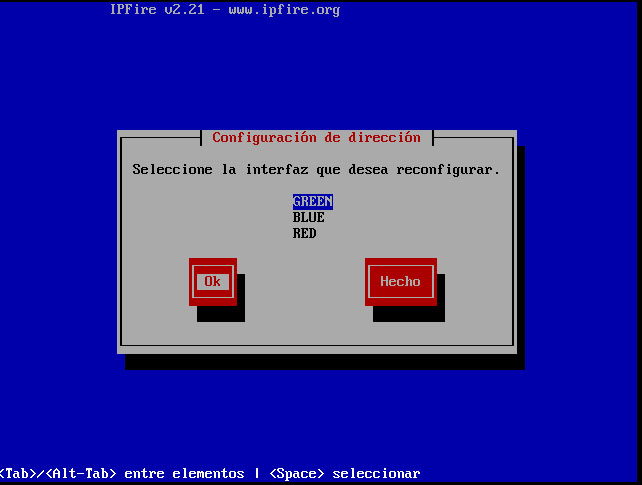 IPFire v2.21 - www.ipfire.org
Configuración de dirección
Seleccione la interfaz que desea reconfigurar.
GREEN
BLUE
RED
Ok Hecho
<Tab>/<Alt-Tab> entre elementos | <Space> seleccionar